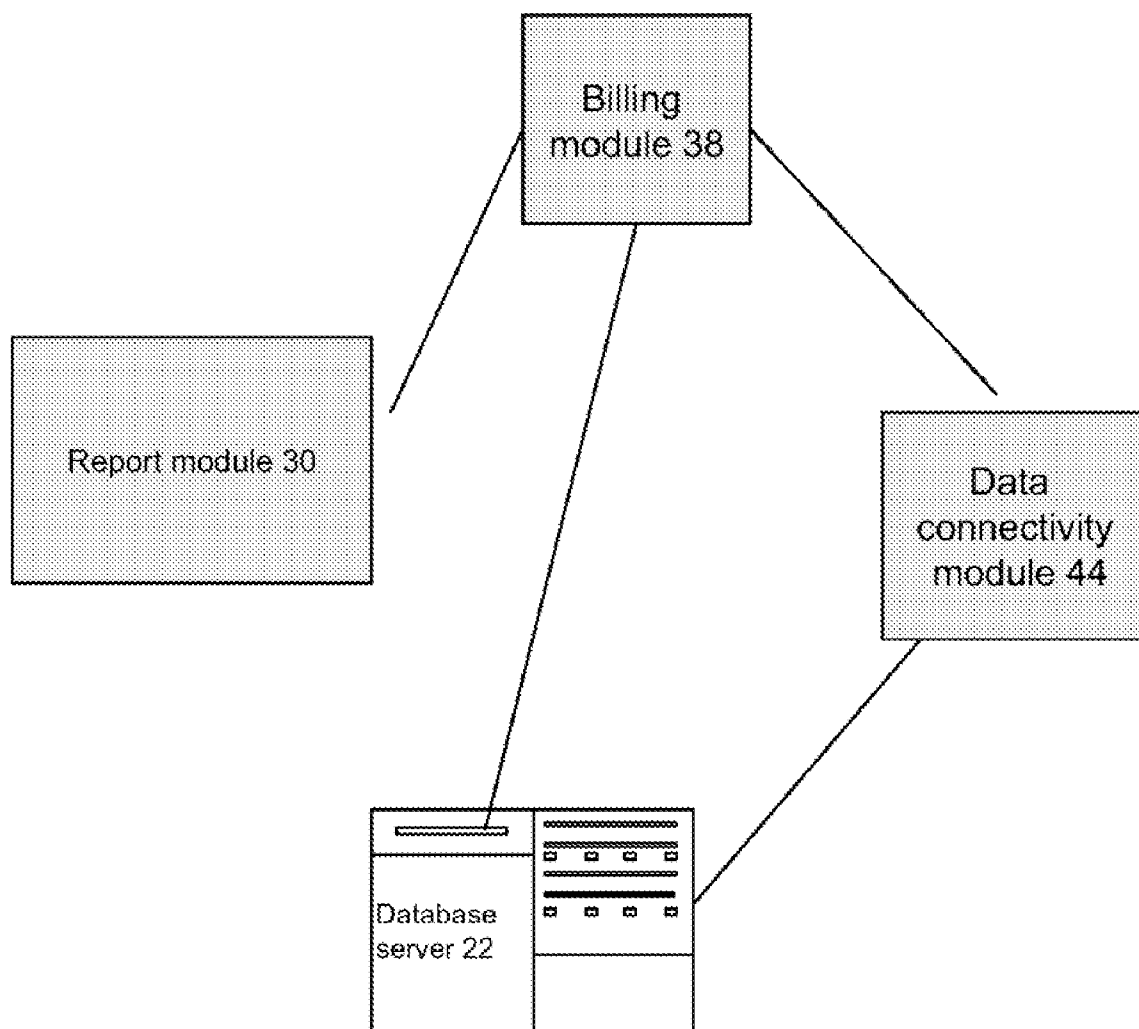 Billing
module 38
Report module 30
Data
connectivity
module 44
Database
server 22